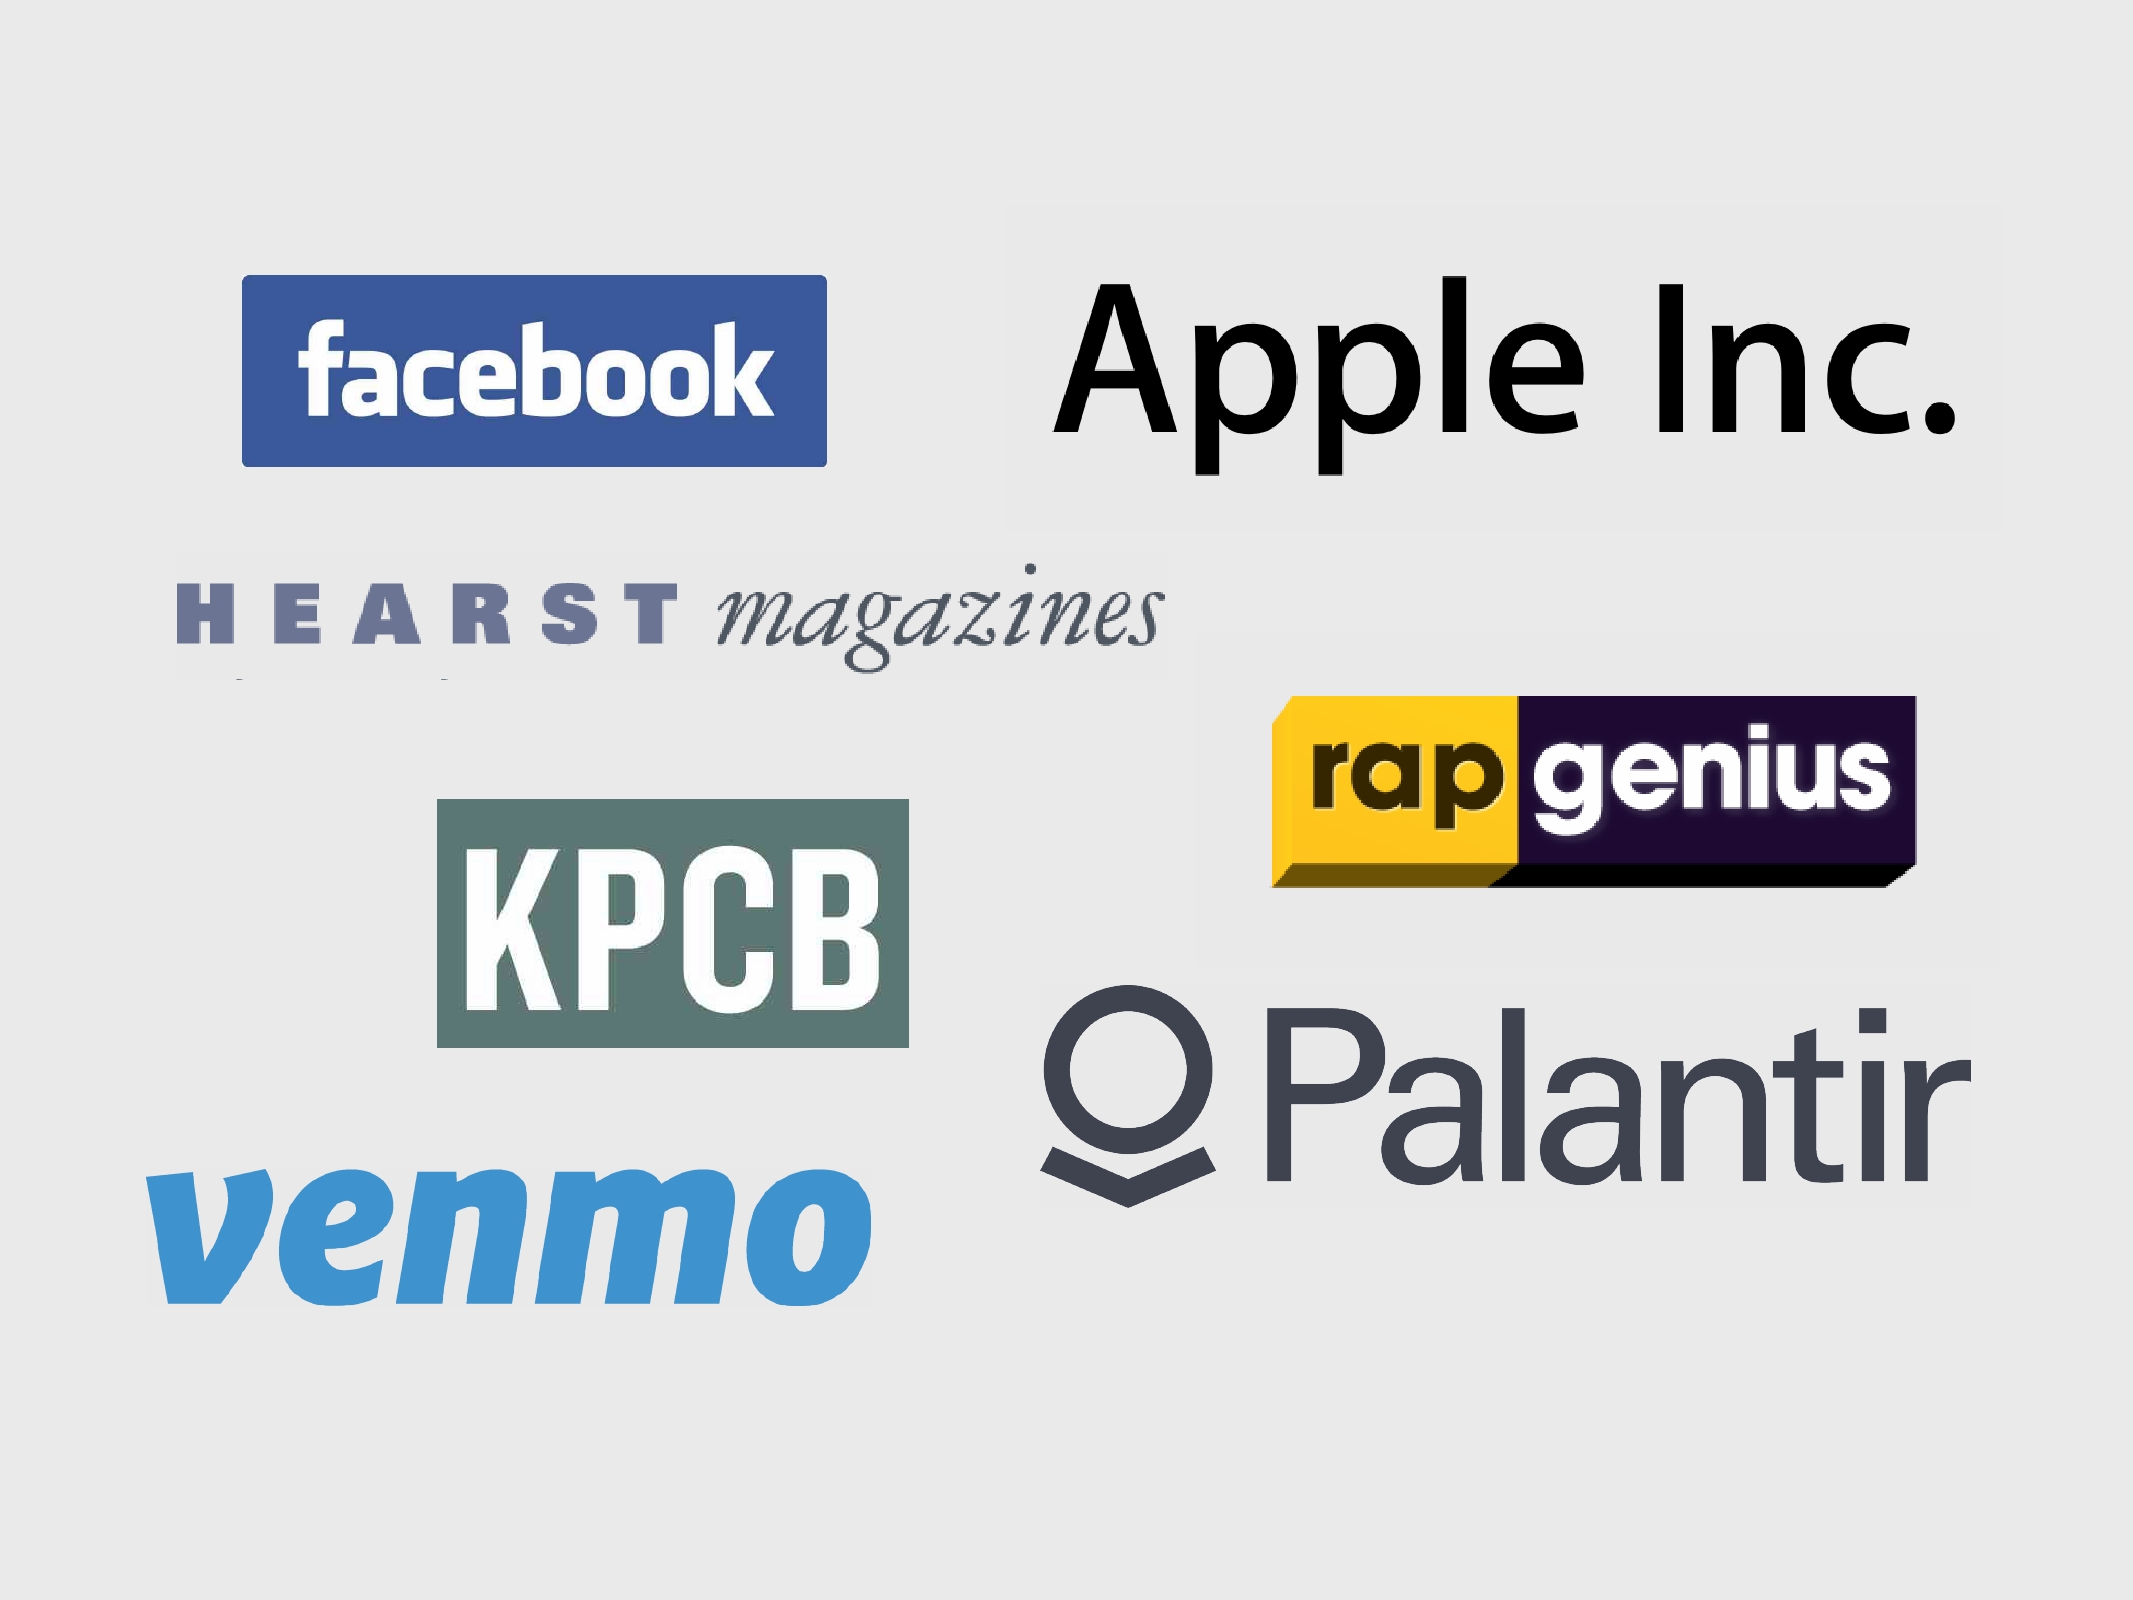 facebook
Apple Inc.
HEARST magazines
rap genius
KPCB
Palantir
venmo